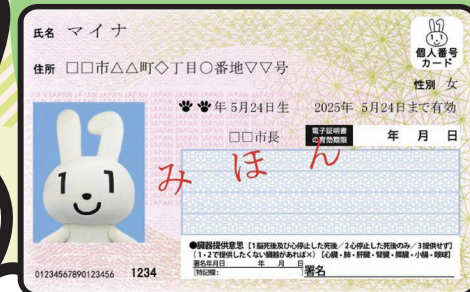 氏名 マイナ
個人番号
カード
住所 □□市△△町◇丁目○番地▽▽号
性別 女
年 5月24日生 2025年 5月24日まで有効
□□市長 電子証明書の有効期限 年 月 日
みほん
1 1
●臓器提供意思【1脳死後及び心停止した死後／2心停止した死後のみ／3提供せず】
〔1・2で提供したくない臓器があれば×〕【心臓・肺・肝臓・腎臓・膵臓・小腸・眼球】
署名年月日 年 月 日
〔特記欄: 〕署名
01234567890123456 1234